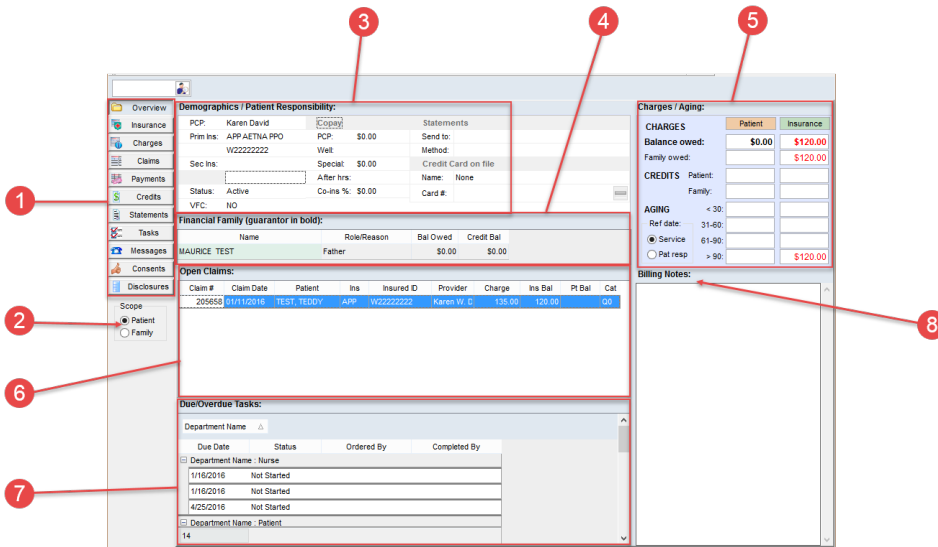 3
4
5
1
2
6
7
8
Overview
Insurance
Charges
Claims
Payments
Credits
Statements
Tasks
Messages
Consents
Disclosures
Scope
Patient
Family
Demographics / Patient Responsibility:
PCP: Karen David Copay Statements
Prim Ins: APP AETNA PPO PCP: $0.00 Send to:
W22222222 Well: Method:
Sec Ins: Special: $0.00 Credit Card on file
After hrs: Name: None
Status: Active Co-ins %: $0.00 Card #:
VFC: NO
Financial Family (guarantor in bold):
Name Role/Reason Bal Owed Credit Bal
MAURICE TEST Father $0.00 $0.00
Open Claims:
Claim # Claim Date Patient Ins Insured ID Provider Charge Ins Bal Pt Bal Cat
205658 01/11/2016 TEST, TEDDY APP W22222222 Karen W. D 135.00 120.00 Q0
Due/Overdue Tasks:
Department Name
Due Date Status Ordered By Completed By
Department Name : Nurse
1/16/2016 Not Started
1/16/2016 Not Started
4/25/2016 Not Started
Department Name : Patient
14
Charges / Aging:
CHARGES Patient Insurance
Balance owed: $0.00 $120.00
Family owed: $120.00
CREDITS Patient:
Family:
AGING < 30:
Ref date: 31-60:
Service 61-90:
Pat resp > 90: $120.00
Billing Notes: